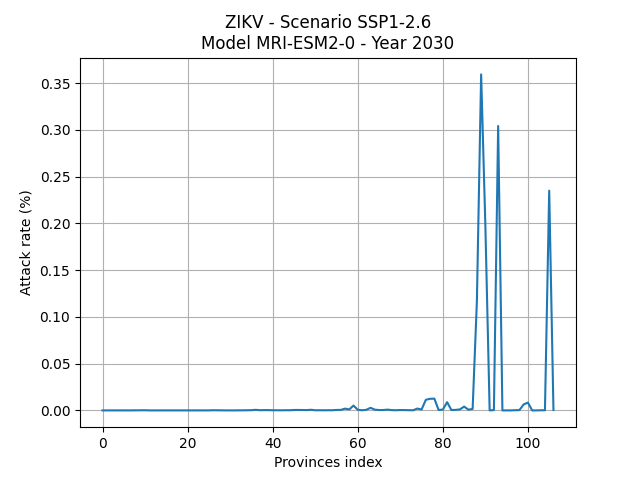 ZIKV - Scenario SSP1-2.6
Model MRI-ESM2-0 - Year 2030
0.35
0.30
0.25
0.20
0.15
0.10
0.05
0.00
Attack rate (%)
0 20 40 60 80 100
Provinces index